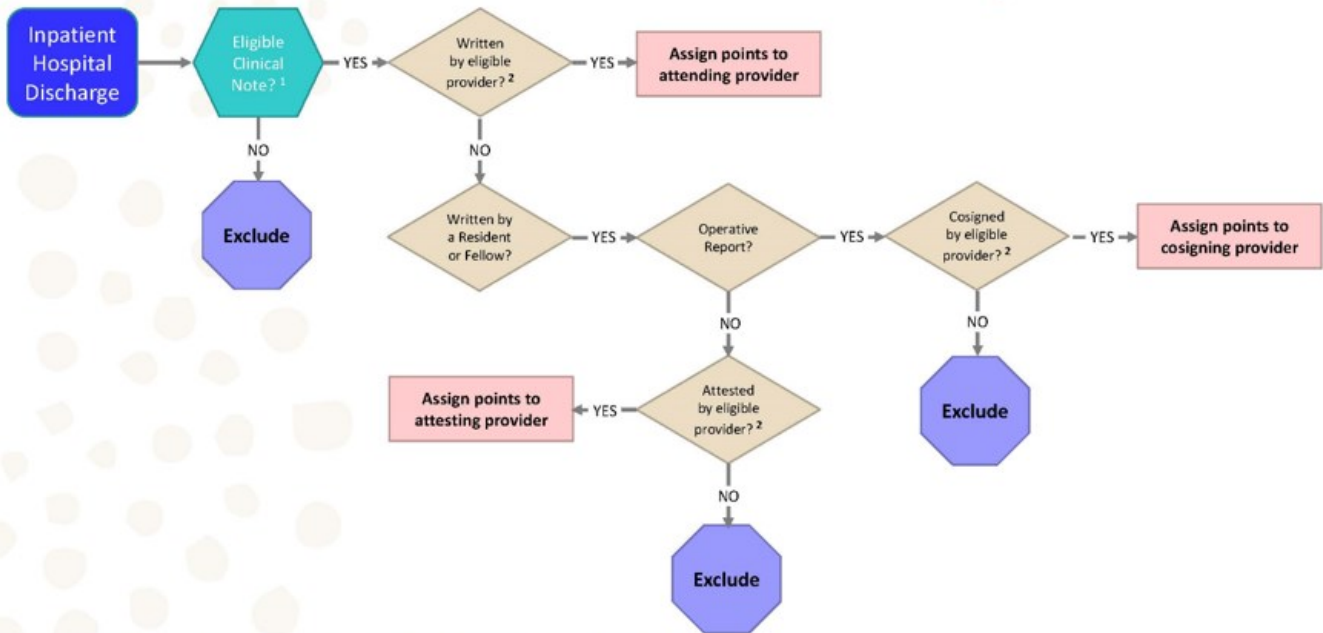 Inpatient
Hospital
Discharge
Eligible
Clinical
Note? 1
YES
Written
by eligible
provider? 2
YES
Assign points to
attending provider
NO
Exclude
NO
Written by
a Resident
or Fellow?
YES
Operative
Report?
YES
Cosigned
by eligible
provider? 2
YES
Assign points to
cosigning provider
NO
Exclude
NO
Attested
by eligible
provider? 2
YES
Assign points to
attesting provider
NO
Exclude